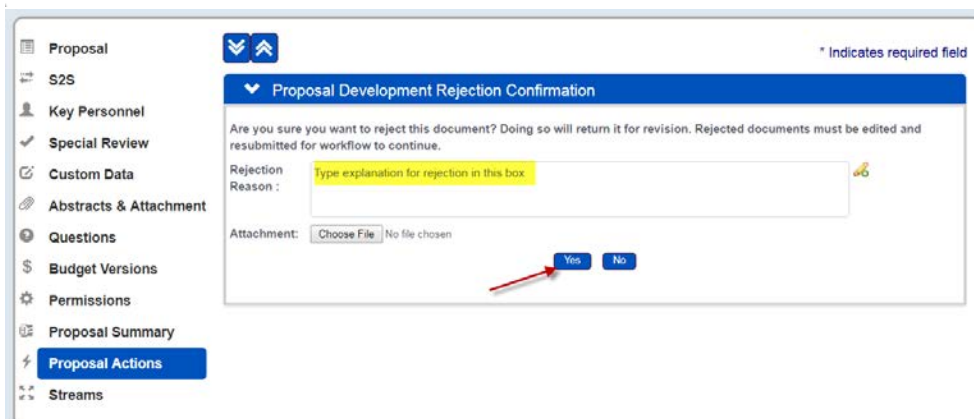 Proposal
S2S
Key Personnel
Special Review
Custom Data
Abstracts & Attachment
Questions
Budget Versions
Permissions
Proposal Summary
Proposal Actions
Streams
* Indicates required field
Proposal Development Rejection Confirmation
Are you sure you want to reject this document? Doing so will return it for revision. Rejected documents must be edited and
resubmitted for workflow to continue.
Rejection
Reason :
Type explanation for rejection in this box
Attachment: Choose File No file chosen
Yes No